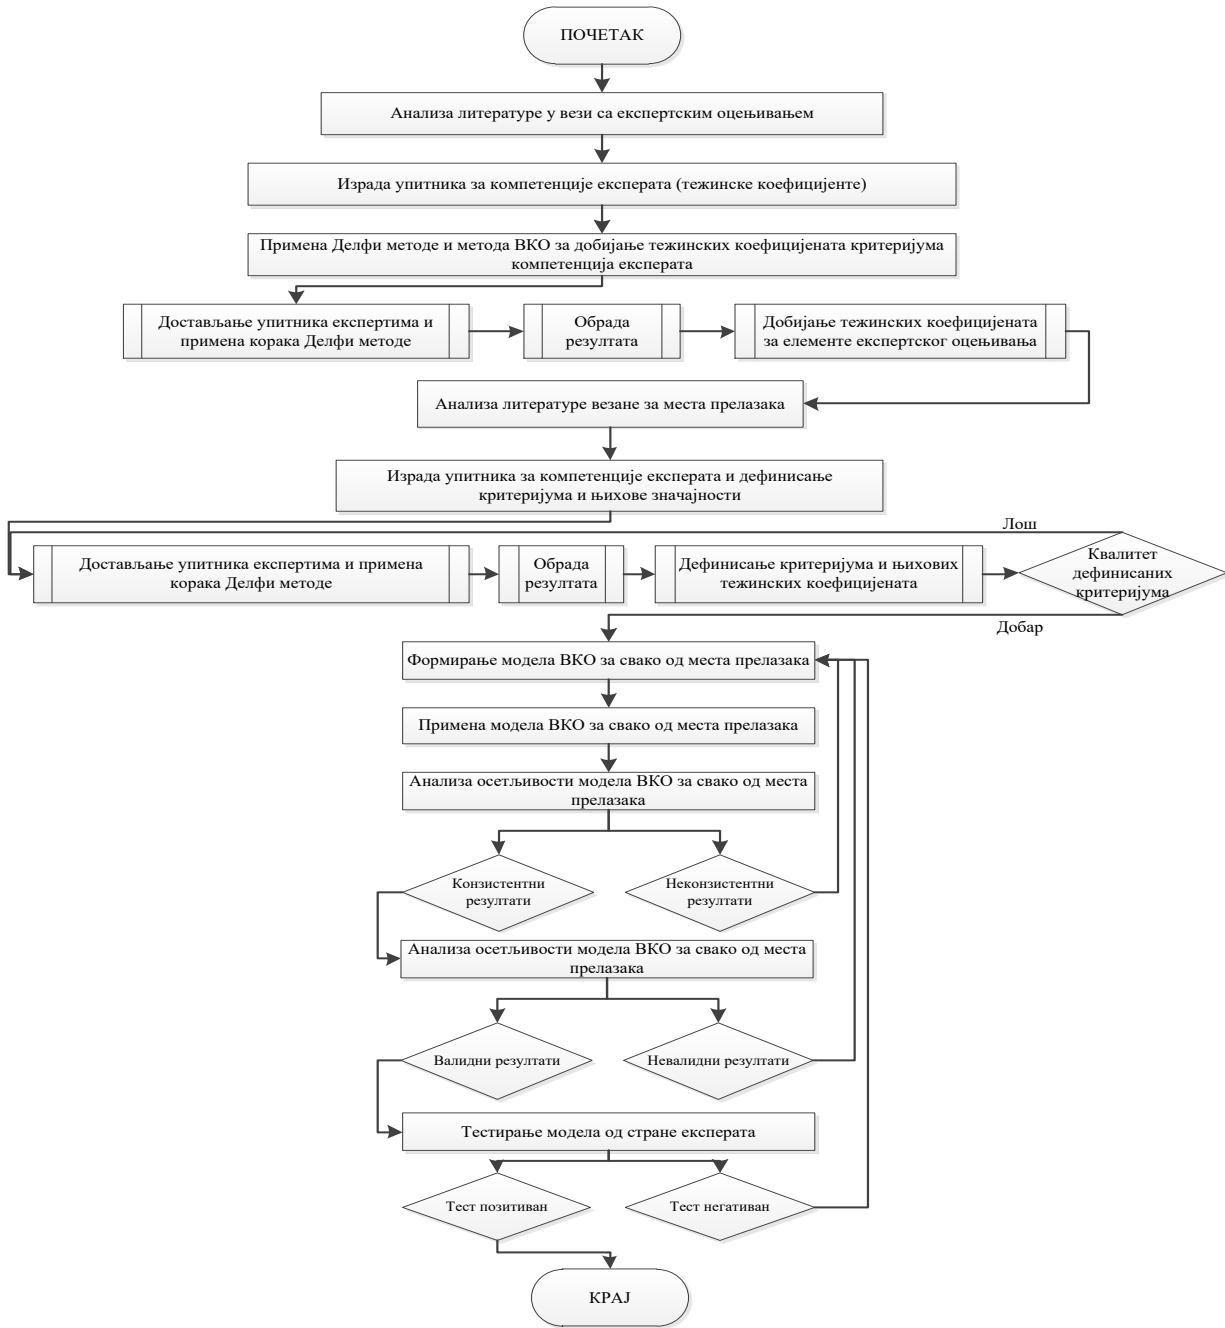 ПОЧЕТАК
Анализа литературе у вези са експертским оцењивањем
Израда упитника за компетенције експерата (тежинске коефицијенте)
Примена Делфи методе и метода ВКО за добијање тежинских коефицијената критеријума
компетенција експерата
Достављање упитника експертима и
примена корака Делфи методе
Обрада
резултата
Добијање тежинских коефицијената
за елементе експертског оцењивања
Анализа литературе везане за места прелазака
Израда упитника за компетенције експерата и дефинисање
критеријума и њихове значајности
Лош
Достављање упитника експертима и примена
корака Делфи методе
Обрада
резултата
Дефинисање критеријума и њихових
тежинских коефицијената
Квалитет
дефинисаних
критеријума
Добар
Формирање модела ВКО за свако од места прелазака
Примена модела ВКО за свако од места прелазака
Анализа осетљивости модела ВКО за свако од места
прелазака
Конзистентни
резултати
Неконзистентни
резултати
Анализа осетљивости модела ВКО за свако од места
прелазака
Валидни резултати
Невалидни резултати
Тестирање модела од стране експерата
Тест позитиван
Тест негативан
КРАЈ